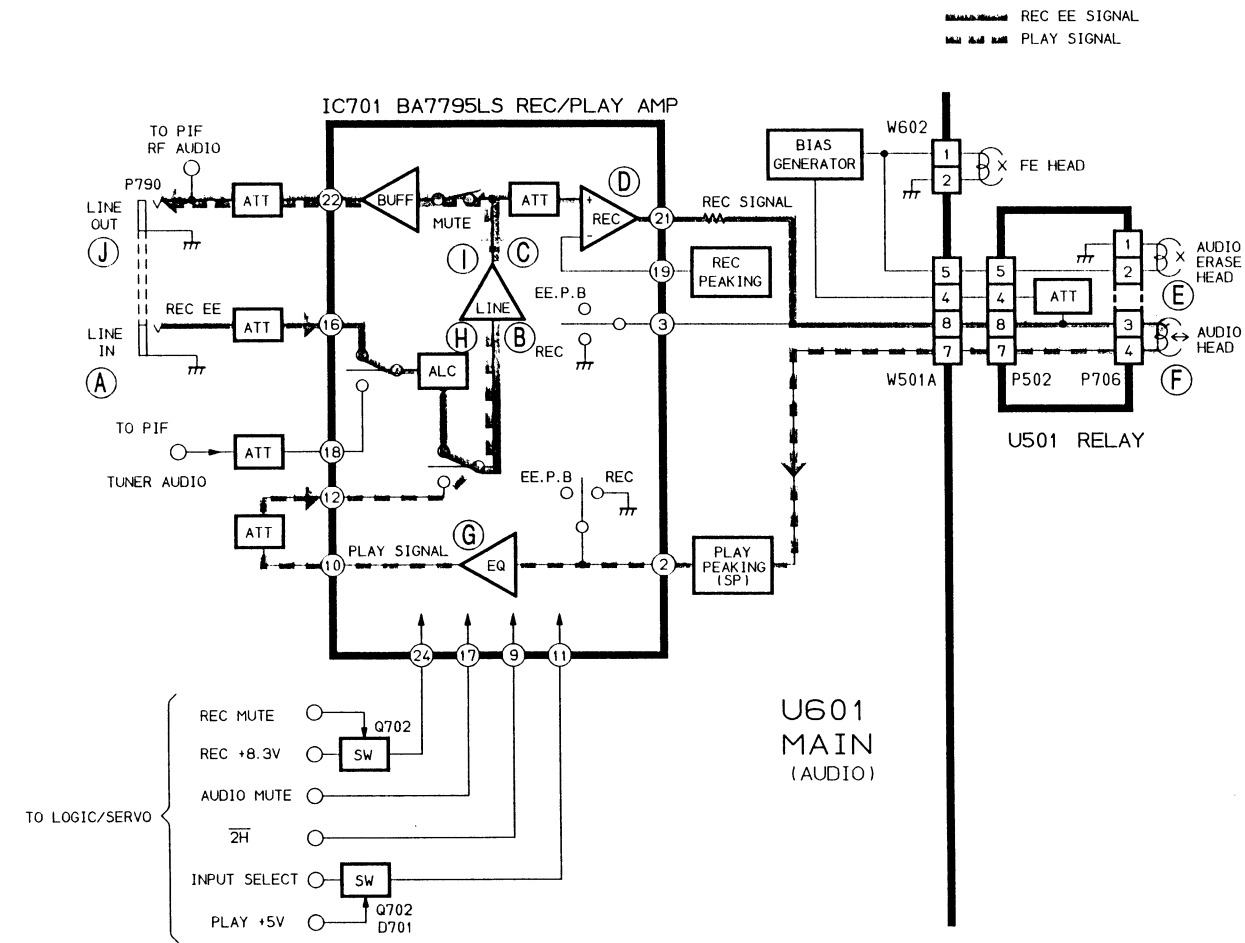 REC EE SIGNAL
PLAY SIGNAL
IC701 BA7795LS REC/PLAY AMP
TO PIF
RF AUDIO
P790
LINE
OUT
J
ATT
22
BUFF
MUTE
ATT
D
+
REC
-
21
REC SIGNAL
19
REC
PEAKING
I
C
LINE
H
B
EE.P.B
REC
3
REC EE
ATT
16
LINE
IN
A
ALC
TO PIF
ATT
18
TUNER AUDIO
12
ATT
10
PLAY SIGNAL
G
EQ
EE.P.B
REC
2
PLAY
PEAKING
(SP)
24
17
9
11
BIAS
GENERATOR
W602
1
2
FE HEAD
5
4
8
7
W501A
5
4
8
7
P502
ATT
1
2
3
4
P706
AUDIO
ERASE
HEAD
E
AUDIO
HEAD
F
U501 RELAY
U601
MAIN
(AUDIO)
TO LOGIC/SERVO
REC MUTE
Q702
REC +8.3V
SW
AUDIO MUTE
2H
INPUT SELECT
SW
PLAY +5V
Q702
D701